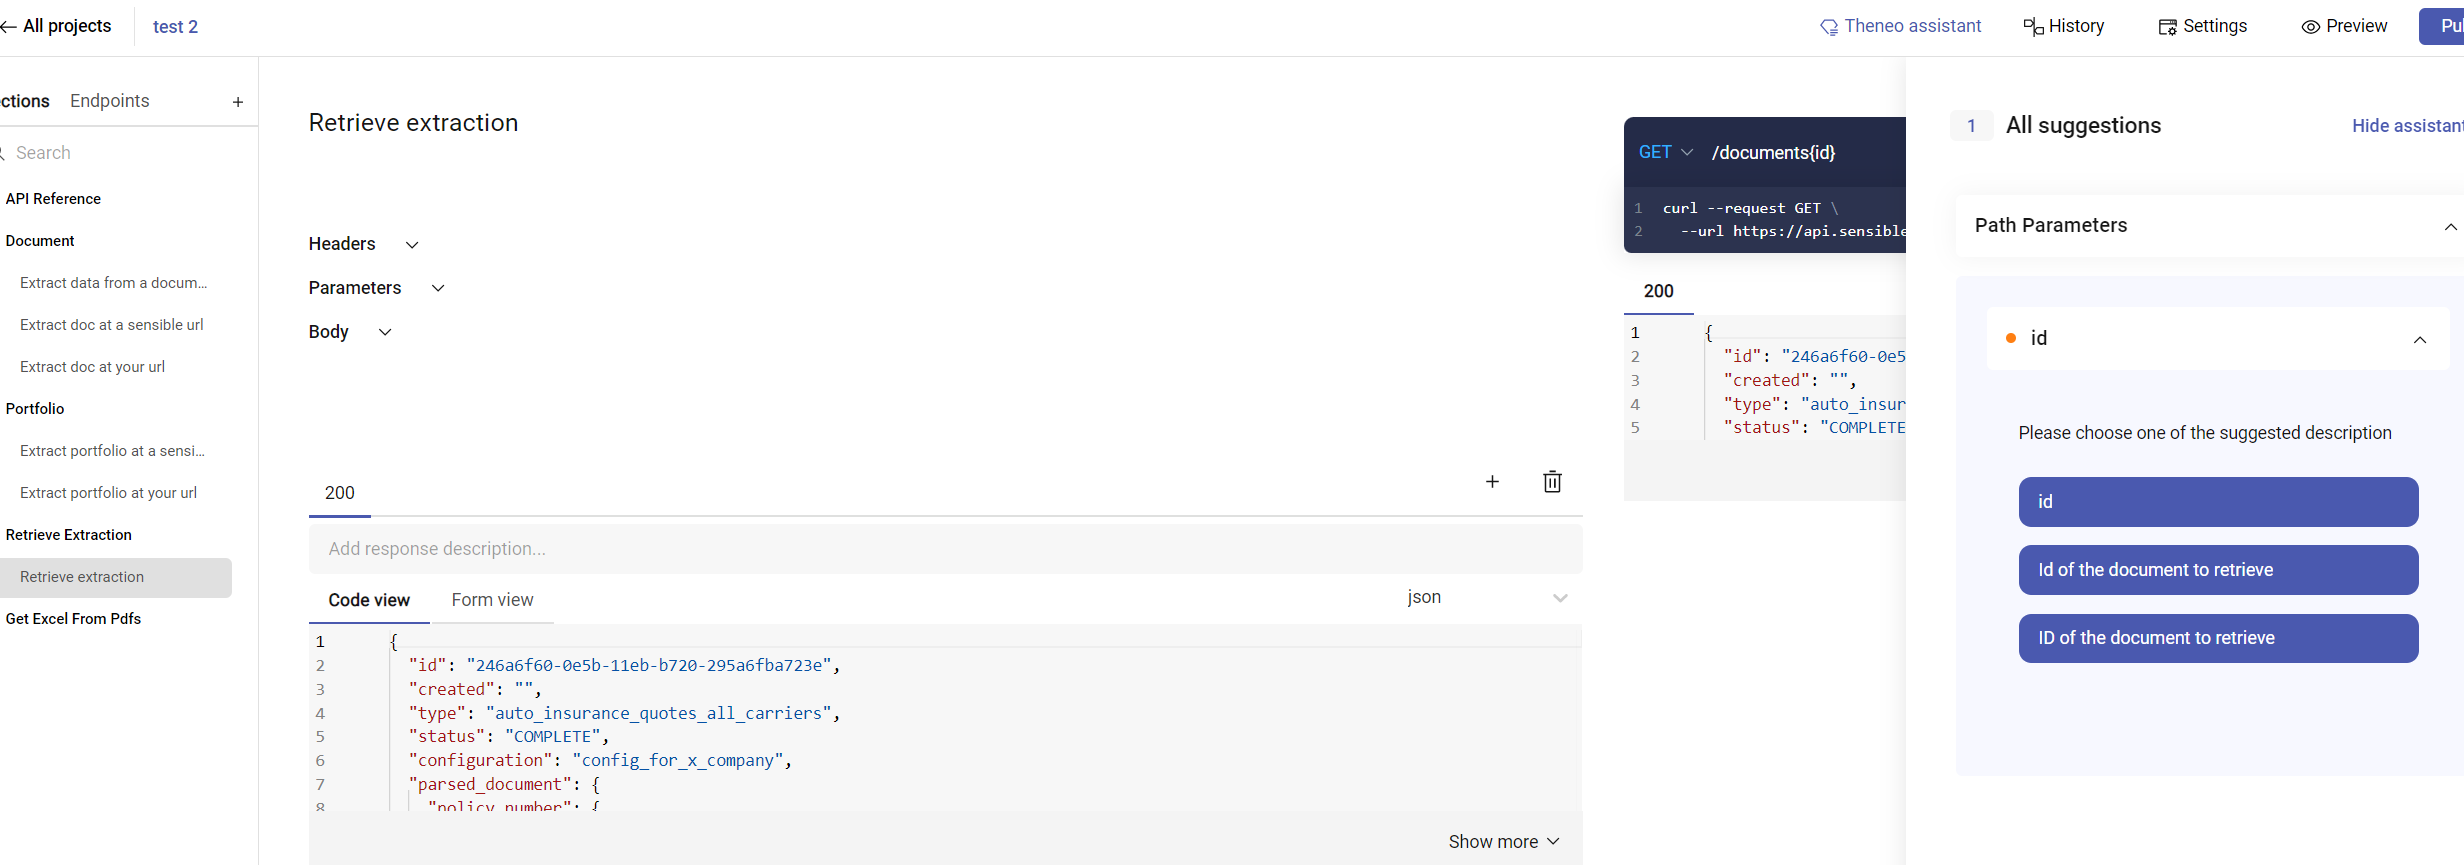 All projects
test 2
Theneo assistant
History
Settings
Preview
ctions
Endpoints
+
Search
API Reference
Document
Extract data from a docum...
Extract doc at a sensible url
Extract doc at your url
Portfolio
Extract portfolio at a sensi...
Extract portfolio at your url
Retrieve Extraction
Retrieve extraction
Get Excel From Pdfs
Retrieve extraction
Headers
Parameters
Body
200
+
Add response description...
Code view
Form view
json
1 {
2 "id": "246a6f60-0e5b-11eb-b720-295a6fba723e",
3 "created": "",
4 "type": "auto_insurance_quotes_all_carriers",
5 "status": "COMPLETE",
6 "configuration": "config_for_x_company",
7 "parsed_document": {
8 "policy_number": {
Show more
GET /documents{id}
1 curl --request GET \
2 --url https://api.sensible
200
1 {
2 "id": "246a6f60-0e5
3 "created": "",
4 "type": "auto_insur
5 "status": "COMPLETE
1 All suggestions
Hide assistant
Path Parameters
id
Please choose one of the suggested description
id
Id of the document to retrieve
ID of the document to retrieve